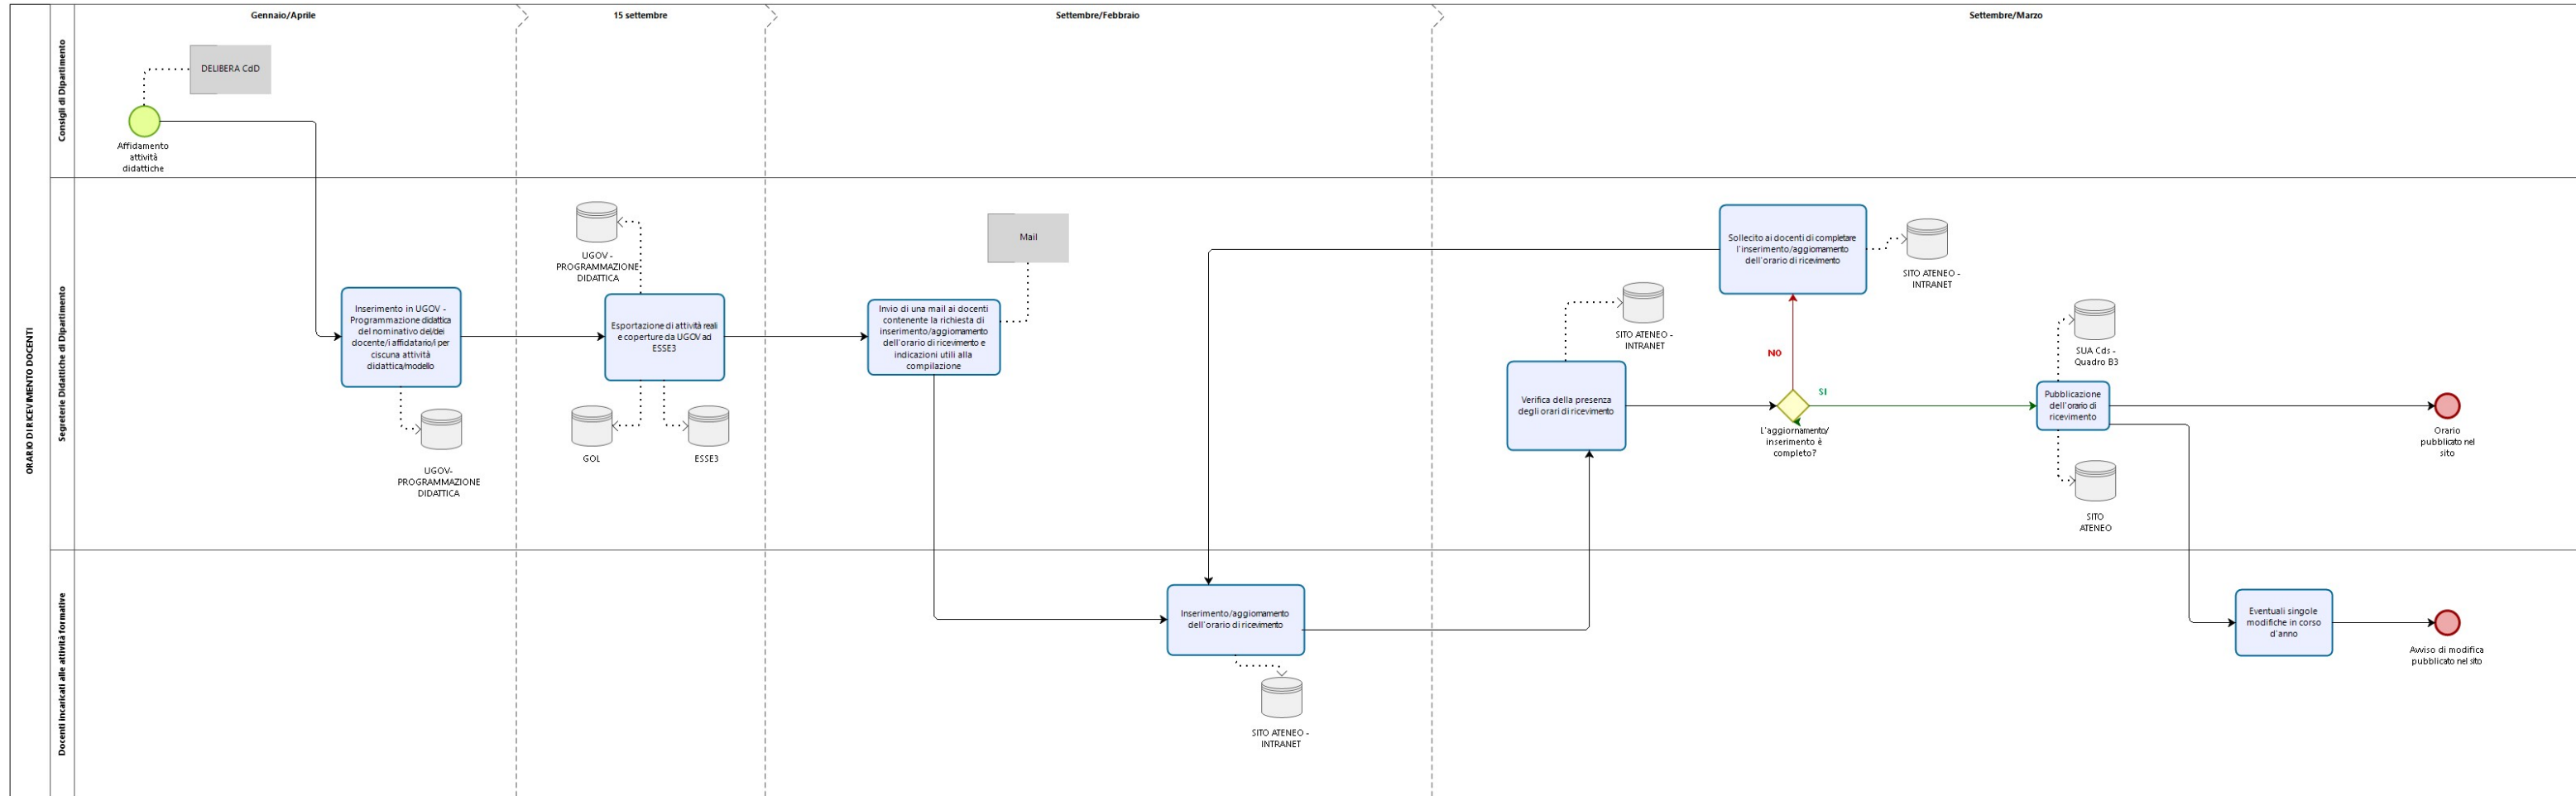 ORARIO DI RICEVIMENTO DOCENTI
Gennaio/Aprile
15 settembre
Settembre/Febbraio
Settembre/Marzo
Consigli di Dipartimento
DELIBERA CdD
Affidamento
attività
didattiche
Segreterie Didattiche di Dipartimento
Inserimento in UGOV -
Programmazione didattica
del nominativo del/dei
docente/i affidatario/i per
ciscuna attività
didattica/modello
UGOV-
PROGRAMMAZIONE
DIDATTICA
UGOV -
PROGRAMMAZIONE
DIDATTICA
Esportazione di attività reali
e coperture da UGOV ad
ESSE3
GOL
ESSE3
Mail
Invio di una mail ai docenti
contenente la richiesta di
inserimento/aggiornamento
dell'orario di ricevimento e
indicazioni utili alla
compilazione
SITO ATENEO -
INTRANET
Verifica della presenza
degli orari di ricevimento
Sollecito ai docenti di completare
l'inserimento/aggiornamento
dell'orario di ricevimento
SITO ATENEO -
INTRANET
NO
SI
L'aggiornamento/
inserimento è
completo?
SUA Cds -
Quadro B3
Pubblicazione
dell'orario di
ricevimento
SITO
ATENEO
Orario
pubblicato nel
sito
Docenti incaricati alle attività formative
Inserimento/aggiornamento
dell'orario di ricevimento
SITO ATENEO -
INTRANET
Eventuali singole
modifiche in corso
d'anno
Avviso di modifica
pubblicato nel sito